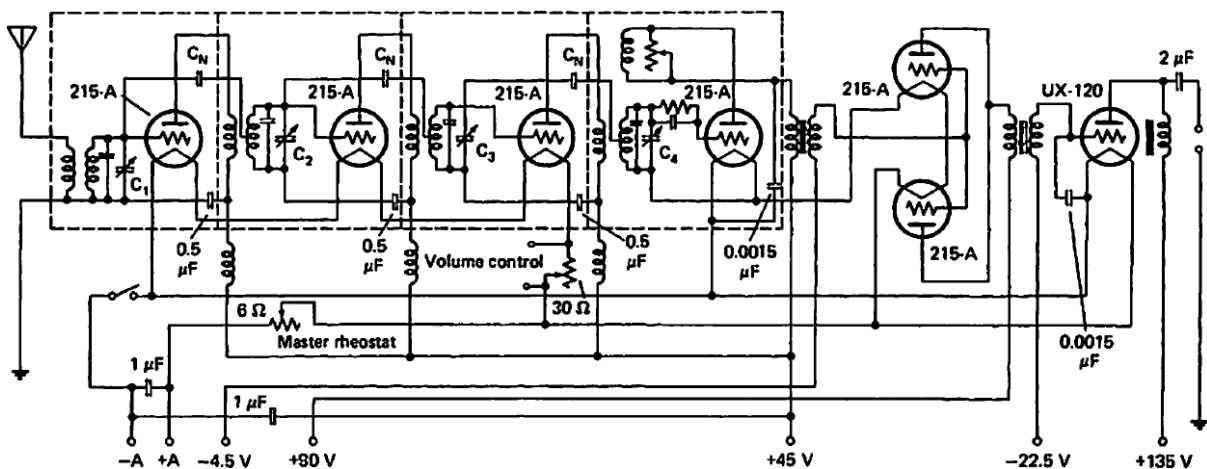 C_N
C_N
C_N
2 μF
215-A
215-A
215-A
215-A
215-A
UX-120
C_1
C_2
C_3
C_4
0.5
μF
0.5
μF
0.5
μF
0.0015
μF
215-A
Volume control
6 Ω
30 Ω
Master rheostat
0.0015
μF
1 μF
1 μF
–A
+A
–4.5 V
+90 V
+45 V
–22.5 V
+135 V